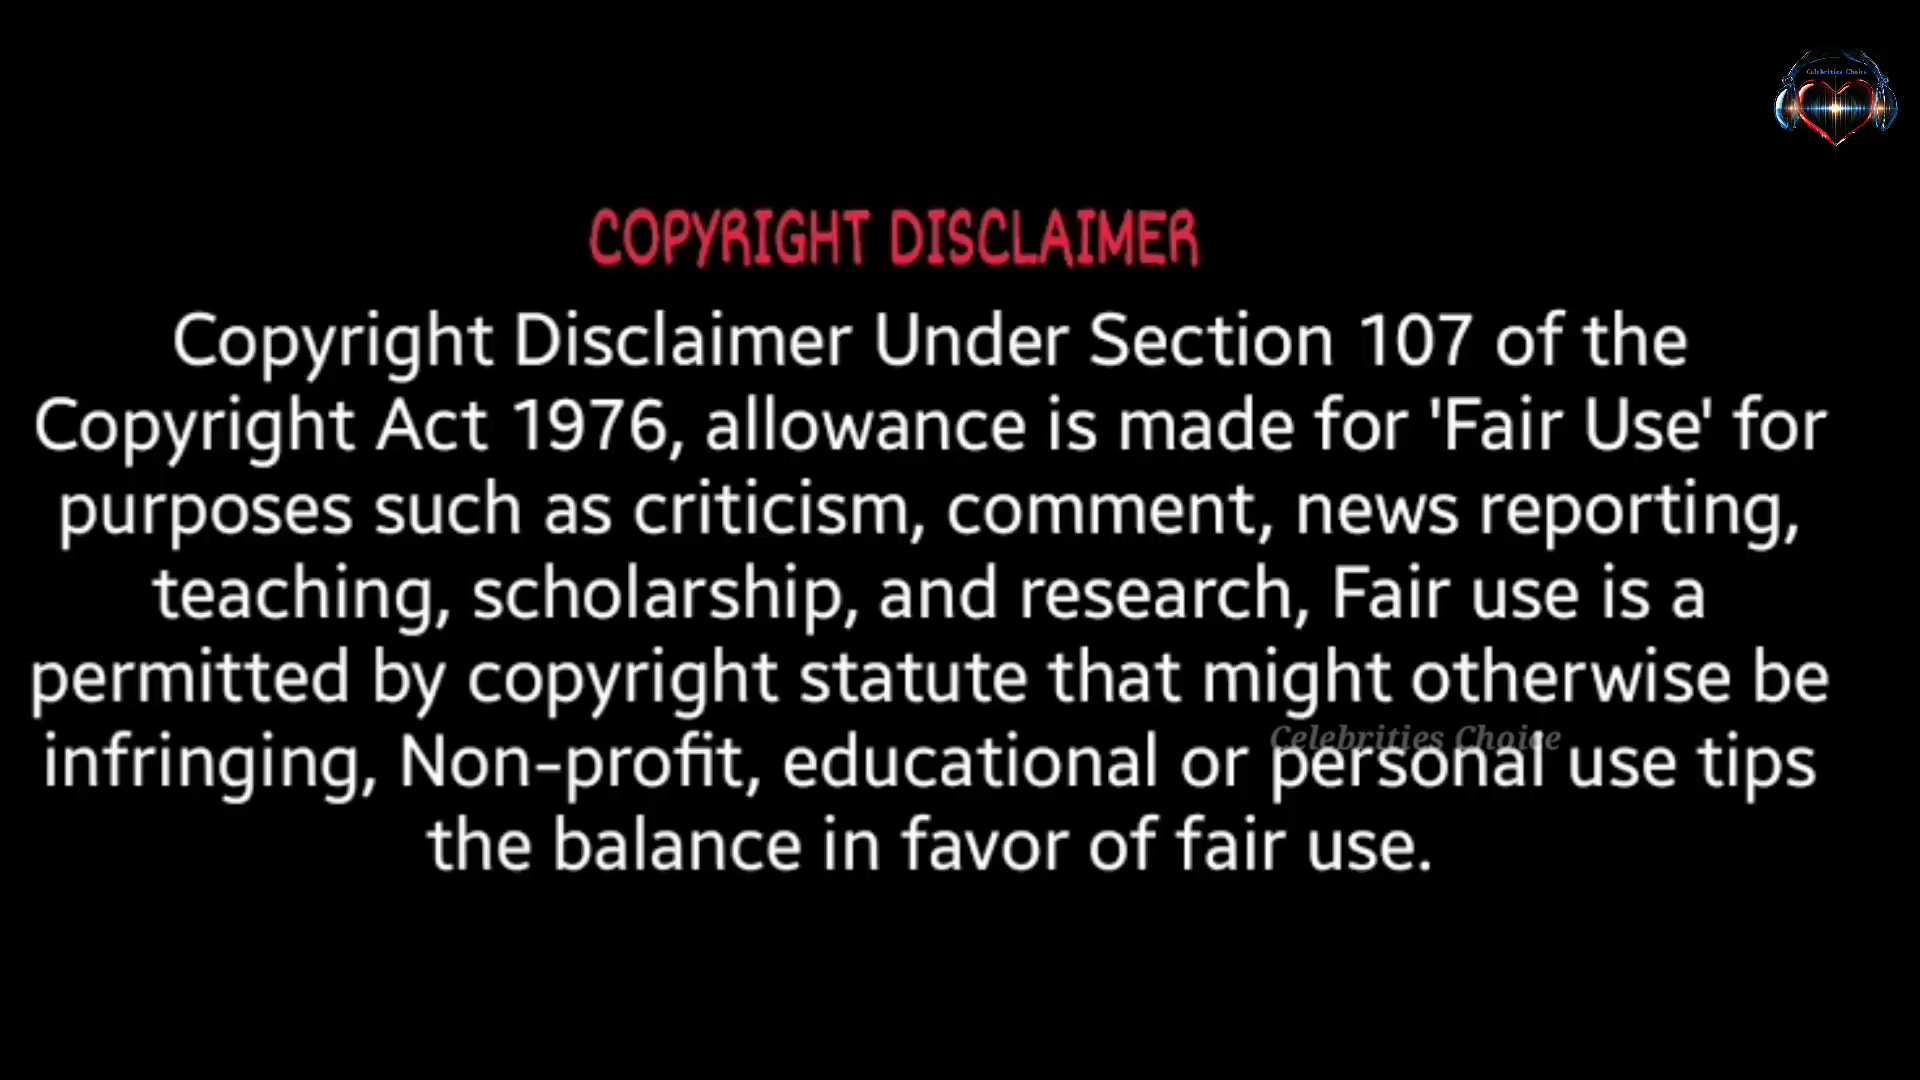 Celebrities Choice
COPYRIGHT DISCLAIMER
Copyright Disclaimer Under Section 107 of the
Copyright Act 1976, allowance is made for 'Fair Use' for
purposes such as criticism, comment, news reporting,
teaching, scholarship, and research, Fair use is a
permitted by copyright statute that might otherwise be
Celebrities Choice
infringing, Non-profit, educational or personal use tips
the balance in favor of fair use.